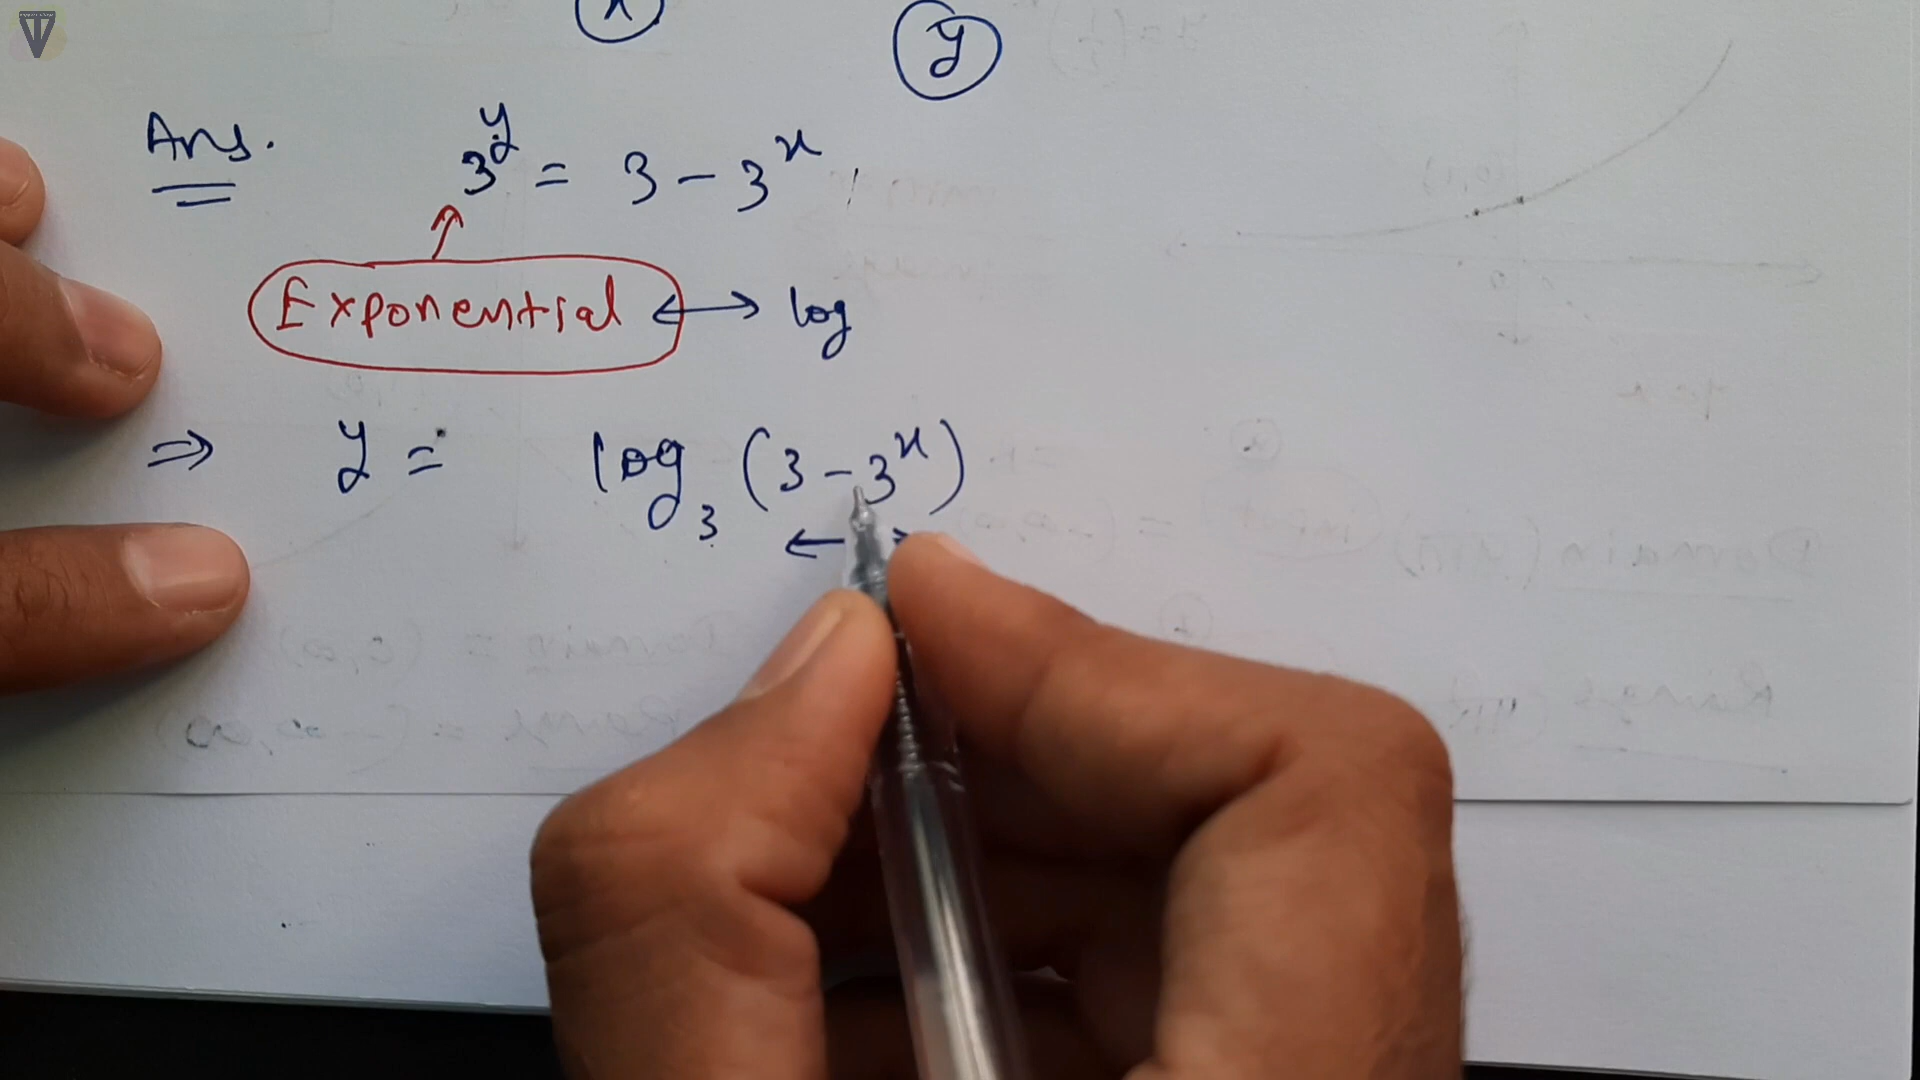 x
y
Ans. 3^y = 3 - 3^x,
Exponential ↔ log
⇒ y = log_3 (3 - 3^x)